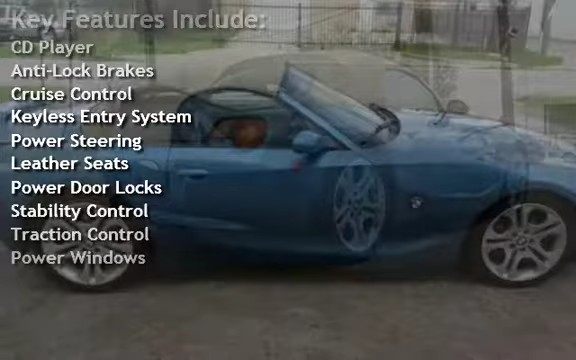 Key Features Include:
CD Player
Anti-Lock Brakes
Cruise Control
Keyless Entry System
Power Steering
Leather Seats
Power Door Locks
Stability Control
Traction Control
Power Windows